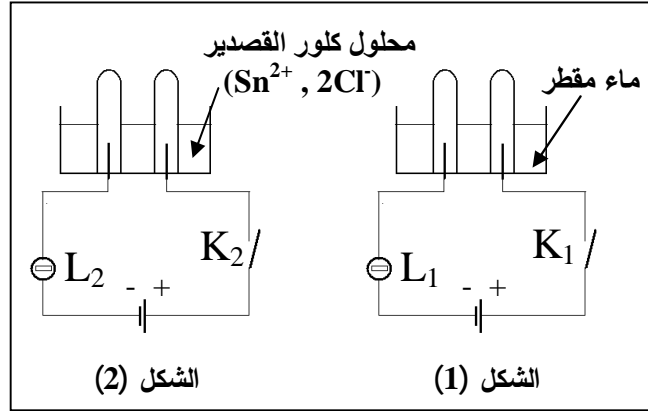 محلول كلور القصدير
(Sn²⁺ , 2Cl⁻)
ماء مقطر
K₁
L₁
- +
K₂
L₂
- +
الشكل (1)
الشكل (2)